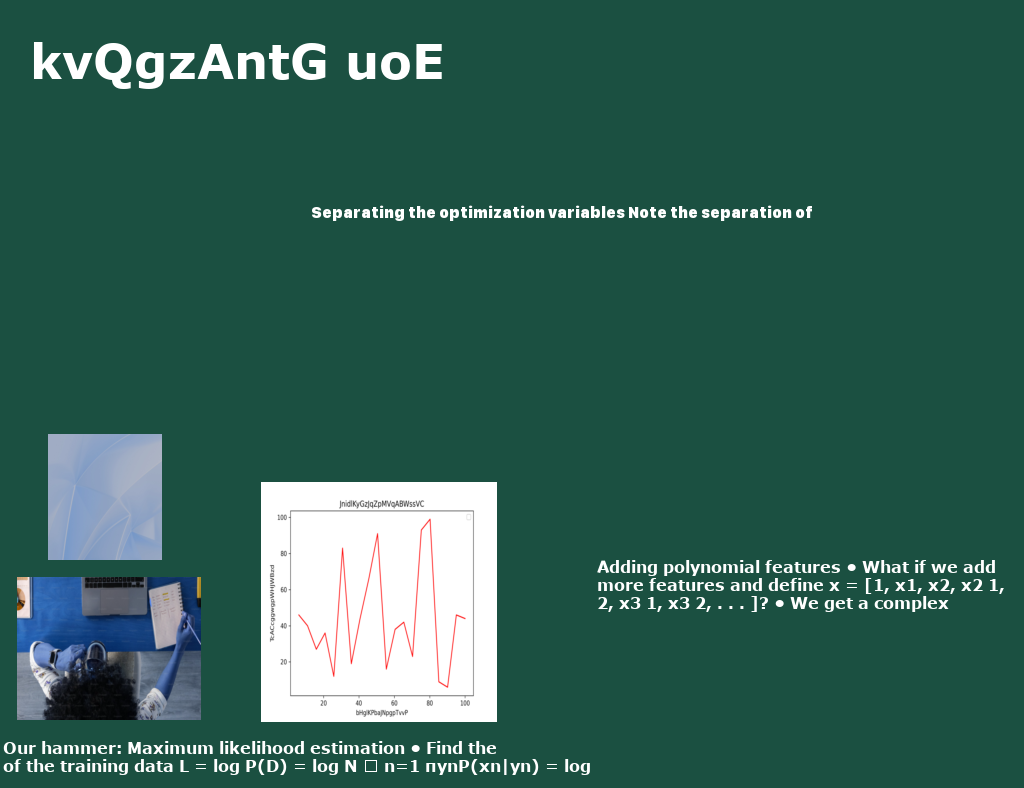 kvQgzAntG uoE
Separating the optimization variables Note the separation of
JnidlKyGzJqZpMVqABWssVC
100
80
60
40
20
TcACcggwgpWHJWBzd
20 40 60 80 100
bHglKPbaJNpgpTvvP
Adding polynomial features • What if we add
more features and define x = [1, x1, x2, x2 1,
2, x3 1, x3 2, . . . ]? • We get a complex
Our hammer: Maximum likelihood estimation • Find the
of the training data L = log P(D) = log N □ n=1 πynP(xn|yn) = log